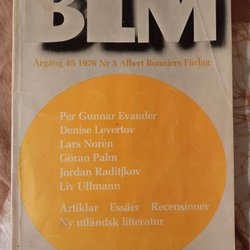 BLM
Årgång 45 1976 Nr 3 Albert Bonniers Förlag
Per Gunnar Evander
Denise Levertov
Lars Norén
Göran Palm
Jordan Raditjkov
Liv Ullmann
Artiklar Essäer Recensioner
Ny utländsk litteratur